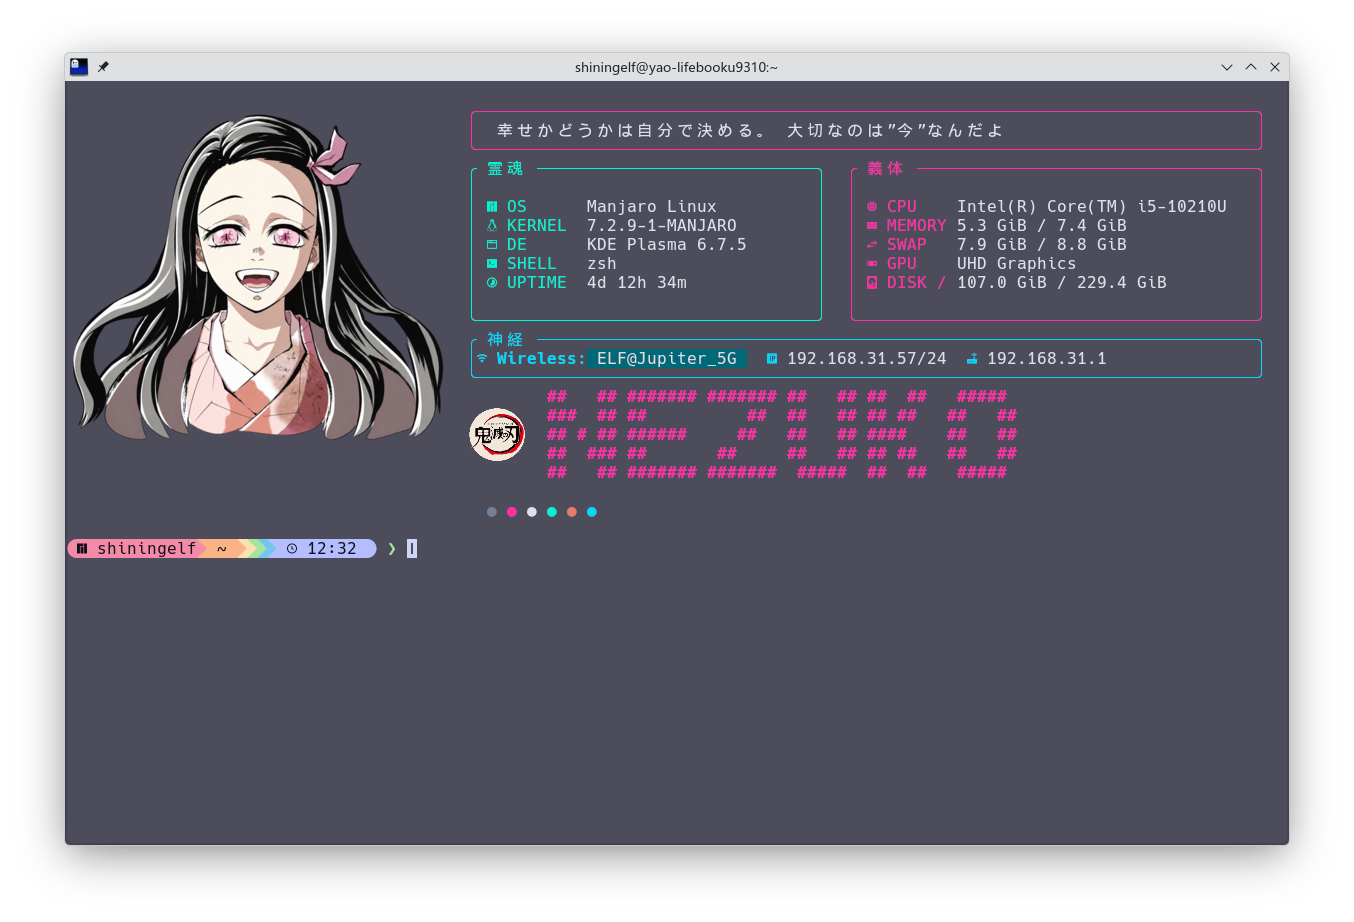 shiningelf@yao-lifebooku9310:~
幸せかどうかは自分で決める。 大切なのは”今”なんだよ
霊魂
OS Manjaro Linux
KERNEL 7.2.9-1-MANJARO
DE KDE Plasma 6.7.5
SHELL zsh
UPTIME 4d 12h 34m
義体
CPU Intel(R) Core(TM) i5-10210U
MEMORY 5.3 GiB / 7.4 GiB
SWAP 7.9 GiB / 8.8 GiB
GPU UHD Graphics
DISK / 107.0 GiB / 229.4 GiB
神経
Wireless: ELF@Jupiter_5G 192.168.31.57/24 192.168.31.1
鬼滅の刃
NEZUKO
shiningelf ~ 12:32 ❯